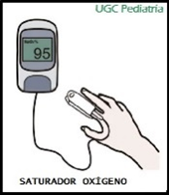 UGC Pediatría
95
SATURADOR OXÍGENO